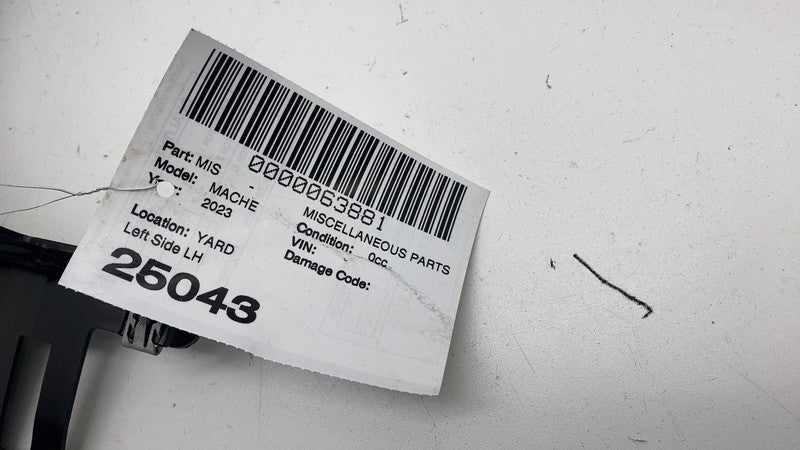 0000063881
Part: MIS - MISCELLANEOUS PARTS
Model: MACHE Condition: 0cc
Year: 2023 VIN:
Damage Code:
Location: YARD
Left Side LH
25043